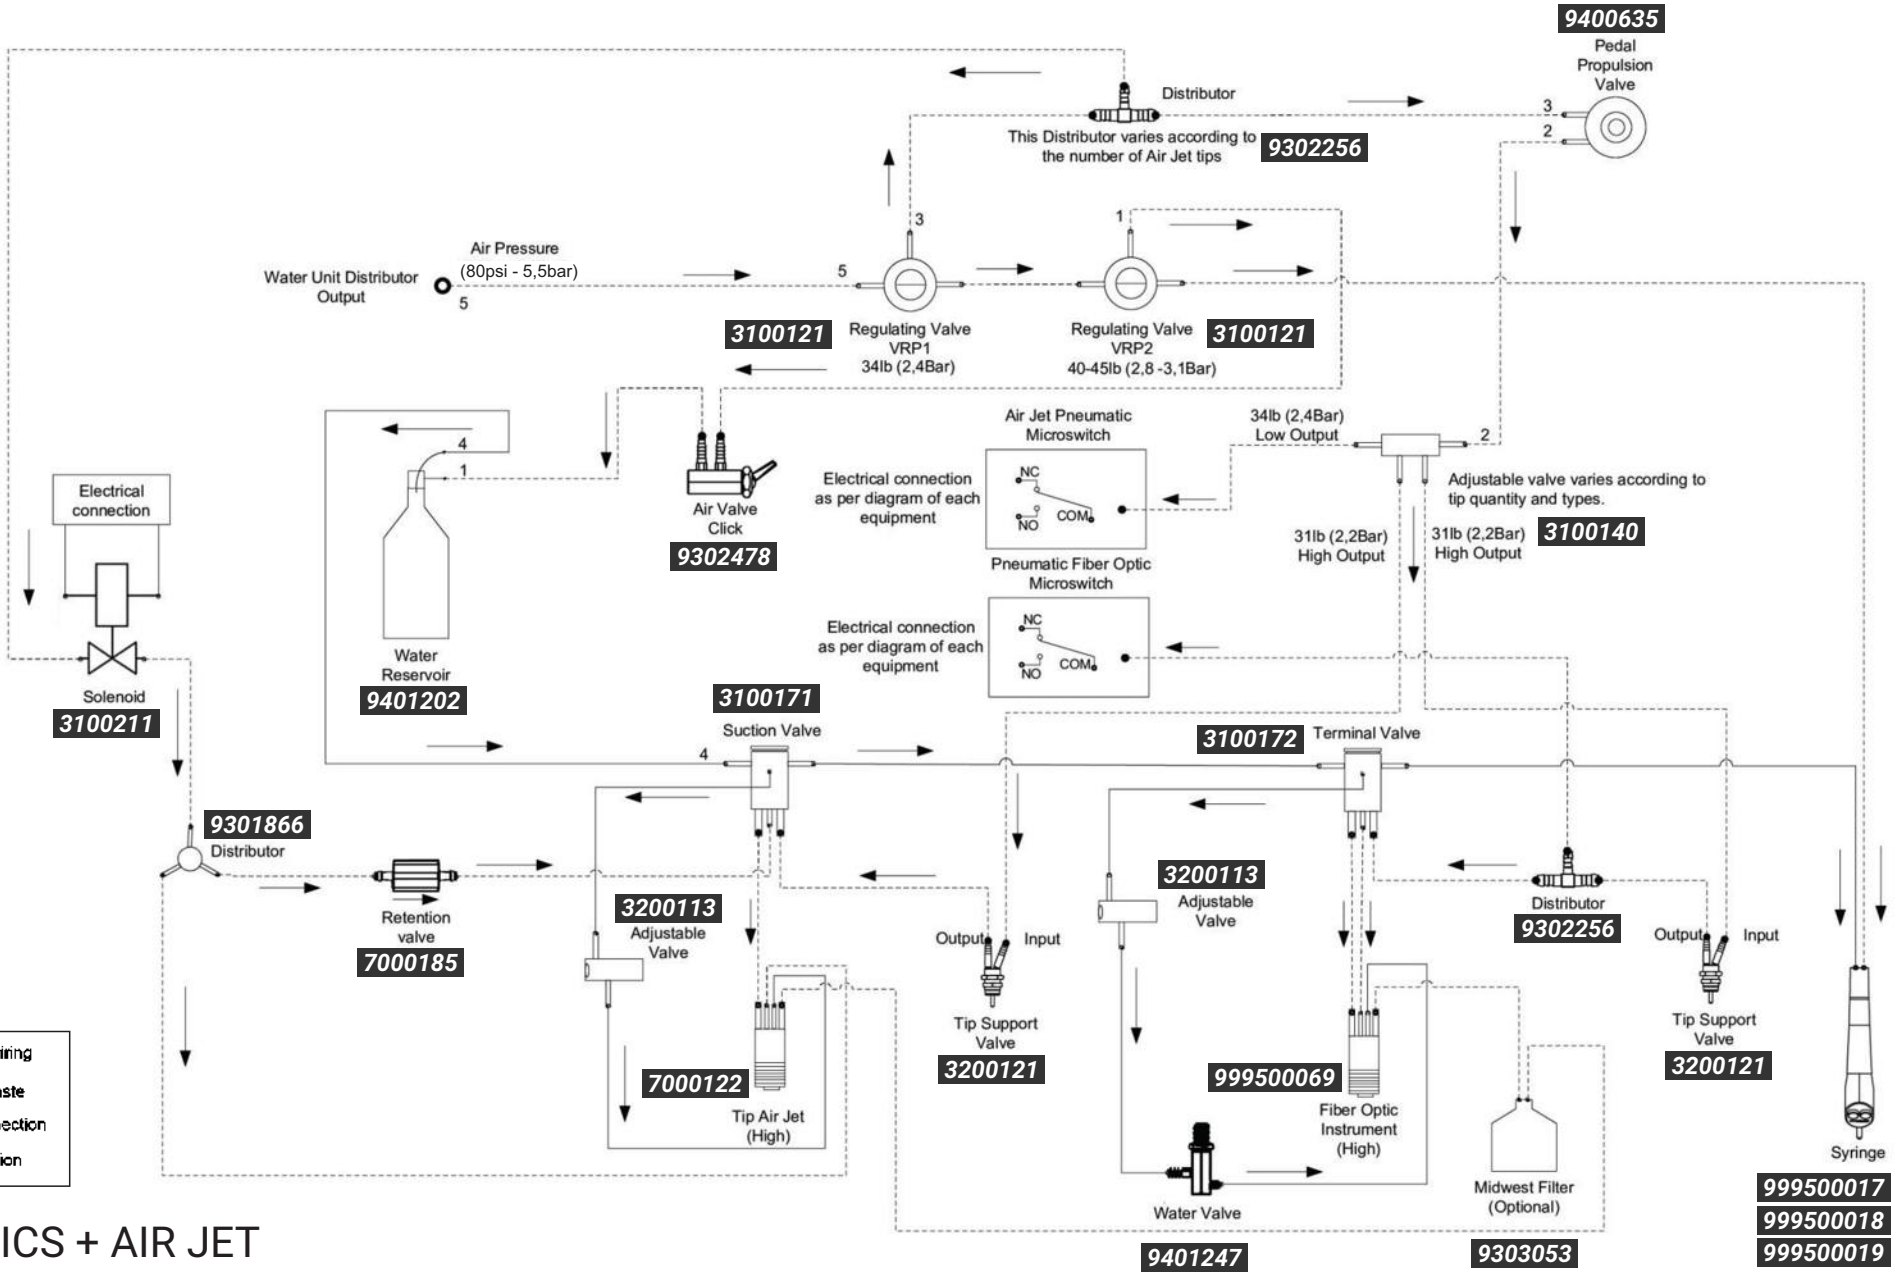 9400635
Pedal
Propulsion
Valve
3
2
Distributor
This Distributor varies according to
the number of Air Jet tips
9302256
3
1
Air Pressure
(80psi - 5,5bar)
Water Unit Distributor
Output
5
5
3100121
Regulating Valve
VRP1
34lb (2,4Bar)
Regulating Valve
VRP2
40-45lb (2,8 -3,1Bar)
3100121
4
1
Air Valve
Click
9302478
Air Jet Pneumatic
Microswitch
Electrical connection
as per diagram of each
equipment
NC
NO
COM
34lb (2,4Bar)
Low Output
2
Adjustable valve varies according to
tip quantity and types.
3100140
31lb (2,2Bar)
High Output
31lb (2,2Bar)
High Output
Electrical
connection
Pneumatic Fiber Optic
Microswitch
Electrical connection
as per diagram of each
equipment
NC
NO
COM
Water
Reservoir
9401202
Solenoid
3100211
3100171
Suction Valve
4
3100172
Terminal Valve
9301866
Distributor
Retention
valve
7000185
3200113
Adjustable
Valve
3200113
Adjustable
Valve
Distributor
9302256
Output
Input
Tip Support
Valve
3200121
Output
Input
Tip Support
Valve
3200121
7000122
Tip Air Jet
(High)
999500069
Fiber Optic
Instrument
(High)
Water Valve
9401247
Midwest Filter
(Optional)
9303053
Syringe
999500017
999500018
999500019
ICS + AIR JET